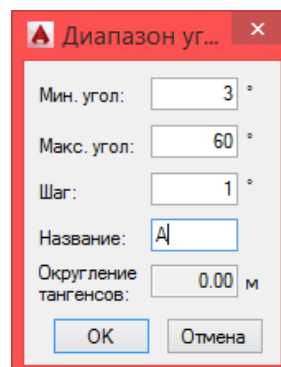 Диапазон уг...
Мин. угол: 3 °
Макс. угол: 60 °
Шаг: 1 °
Название: А
Округление
тангенсов: 0.00 м
OK Отмена